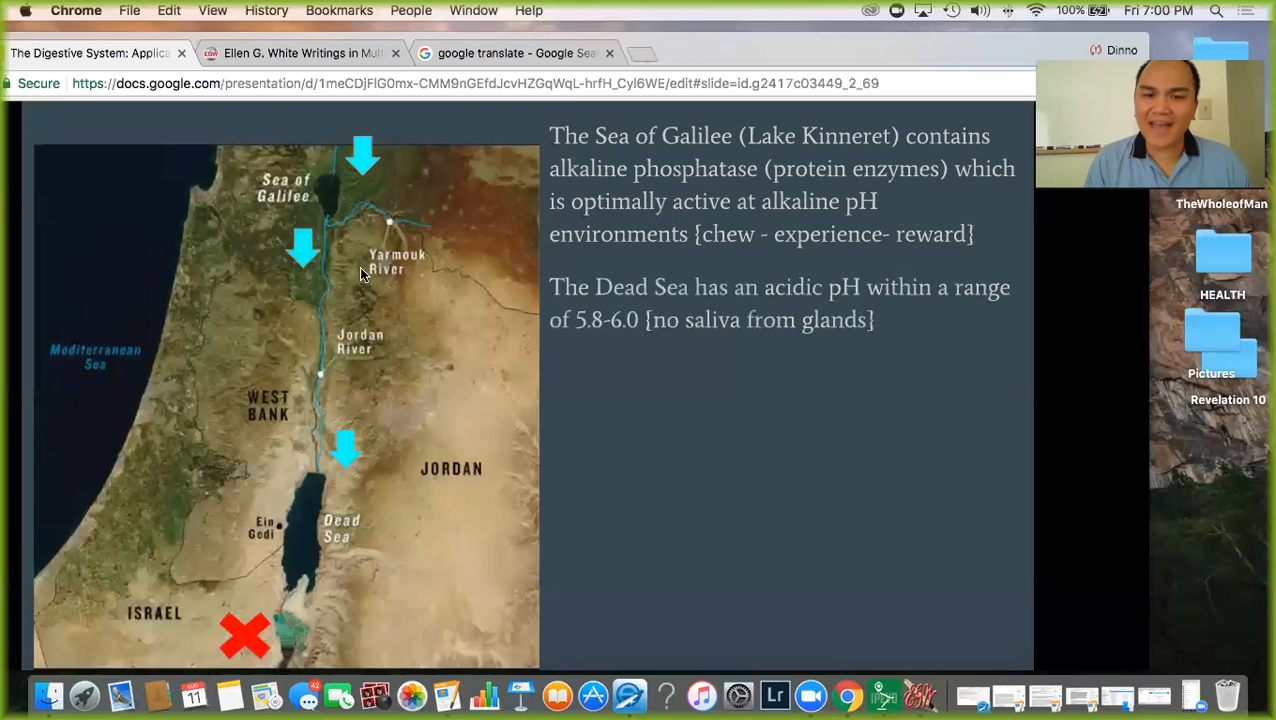 Chrome File Edit View History Bookmarks People Window Help 100% Fri 7:00 PM
The Digestive System: Applica Ellen G. White Writings in Mul google translate - Google Sea Dinno
Secure https://docs.google.com/presentation/d/1meCDjFlG0mx-CMM9nGEfdJcvHZGqWqL-hrfH_Cyl6WE/edit#slide=id.g2417c03449_2_69
The Sea of Galilee (Lake Kinneret) contains
alkaline phosphatase (protein enzymes) which
is optimally active at alkaline pH
environments {chew - experience- reward}
The Dead Sea has an acidic pH within a range
of 5.8-6.0 {no saliva from glands}
Sea of
Galilee
Yarmouk
River
Jordan
River
Mediterranean
Sea
WEST
BANK
JORDAN
Ein
Gedi
Dead
Sea
ISRAEL
TheWholeofMan
HEALTH
Pictures
Revelation 10
AUG
11
42
Lr